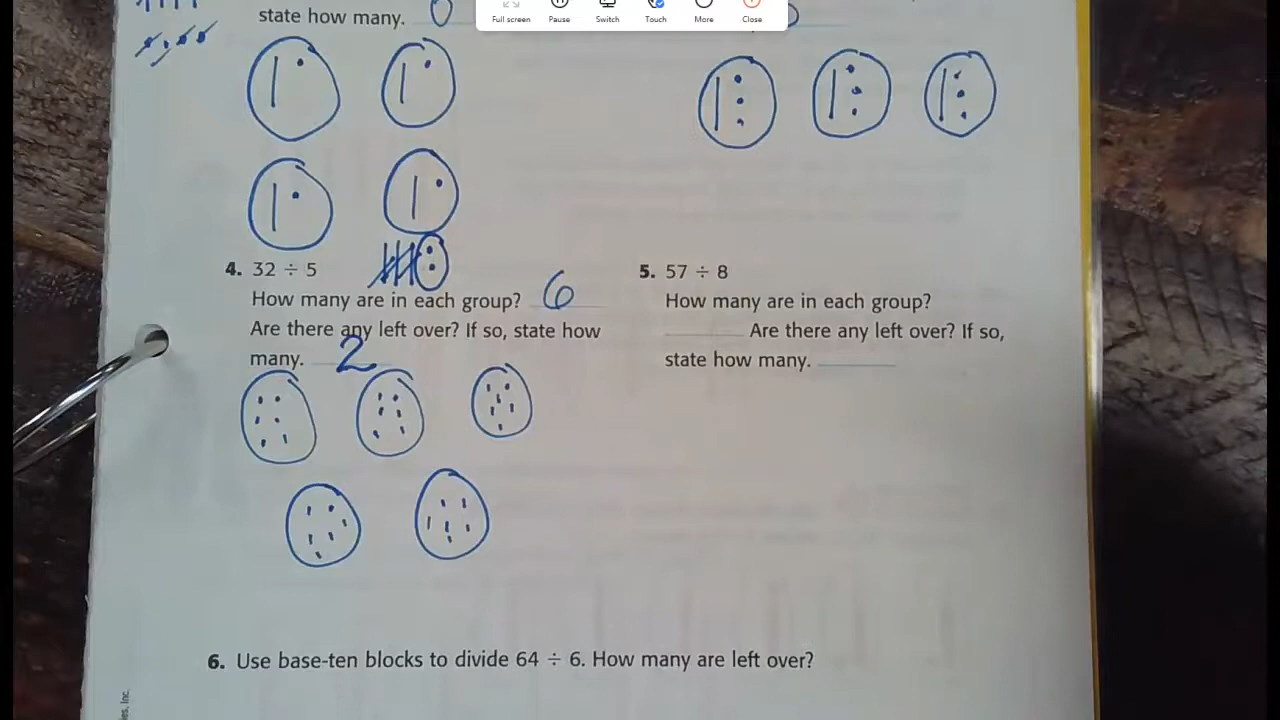 Full screen Pause Switch Touch More Close
state how many. 0
4. 32 ÷ 5
How many are in each group? 6
Are there any left over? If so, state how
many. 2
5. 57 ÷ 8
How many are in each group?
Are there any left over? If so,
state how many.
6. Use base-ten blocks to divide 64 ÷ 6. How many are left over?
es, Inc.